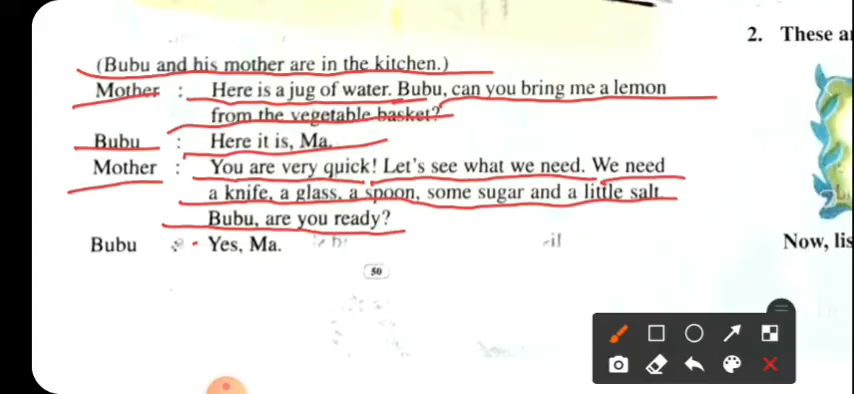 2. These a
(Bubu and his mother are in the kitchen.)
Mother : Here is a jug of water. Bubu, can you bring me a lemon
from the vegetable basket?
Bubu : Here it is, Ma.
Mother : You are very quick! Let's see what we need. We need
a knife, a glass, a spoon, some sugar and a little salt
Bubu, are you ready?
Bubu : Yes, Ma.
Now, lis
50